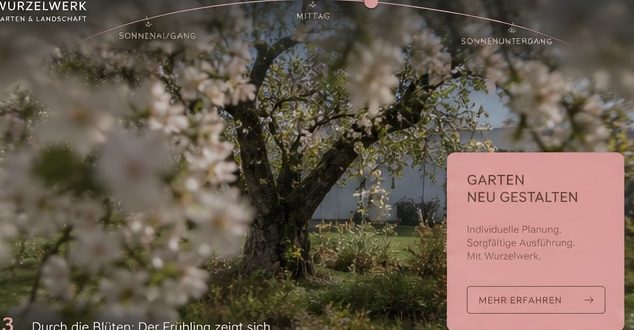 WURZELWERK
GARTEN & LANDSCHAFT
MITTAG
SONNENAUGANG
SONNENUNTERGANG
GARTEN
NEU GESTALTEN
Individuelle Planung.
Sorgfältige Ausführung.
Mit Wurzelwerk.
MEHR ERFAHREN →
3 Durch die Blüten: Der Frühling zeigt sich